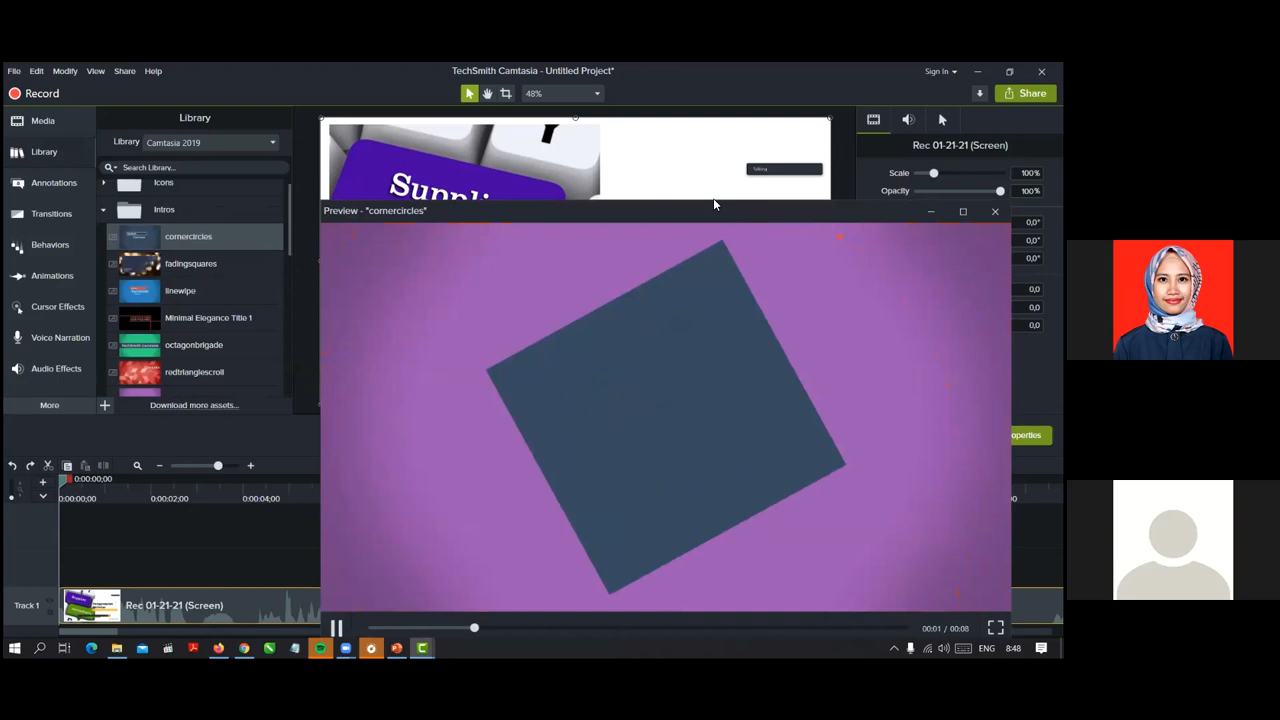 File Edit Modify View Share Help
TechSmith Camtasia - Untitled Project*
Sign In
Record
48%
Share
Media
Library
Annotations
Transitions
Behaviors
Animations
Cursor Effects
Voice Narration
Audio Effects
More
Library
Library Camtasia 2019
Search Library...
Icons
Intros
cornercircles
fadingsquares
linewipe
Minimal Elegance Title 1
octagonbrigade
redtrianglescroll
Download more assets...
Y
Suppli
Talking:
Preview - "cornercircles"
00:01 / 00:08
Rec 01-21-21 (Screen)
Scale 100%
Opacity 100%
0,0°
0,0°
0,0°
0,0
0,0
0,0
operties
0:00:00;00
0:00:00;00 0:00:02;00 0:00:04;00
00
Track 1
Rec 01-21-21 (Screen)
ENG 8:48